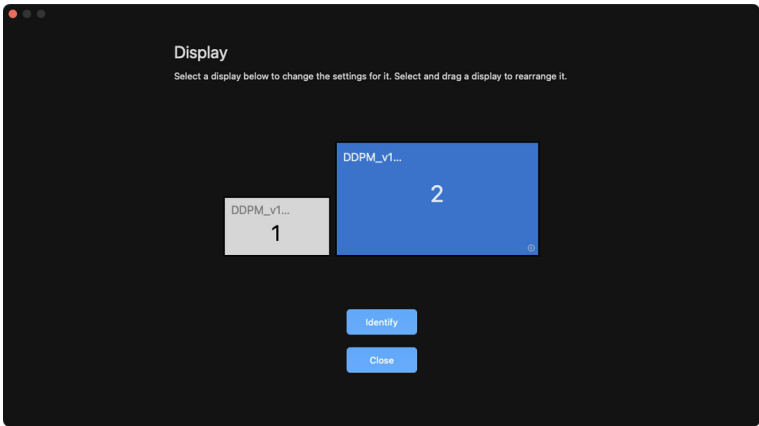 Display
Select a display below to change the settings for it. Select and drag a display to rearrange it.
DDPM_v1...
2
DDPM_v1...
1
Identify
Close